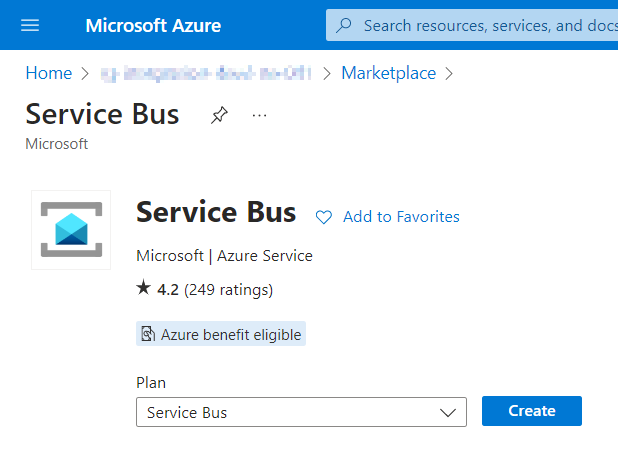 Microsoft Azure
Search resources, services, and docs
Home > > Marketplace >
Service Bus
...
Microsoft
Service Bus
Add to Favorites
Microsoft | Azure Service
★ 4.2 (249 ratings)
Azure benefit eligible
Plan
Service Bus
Create